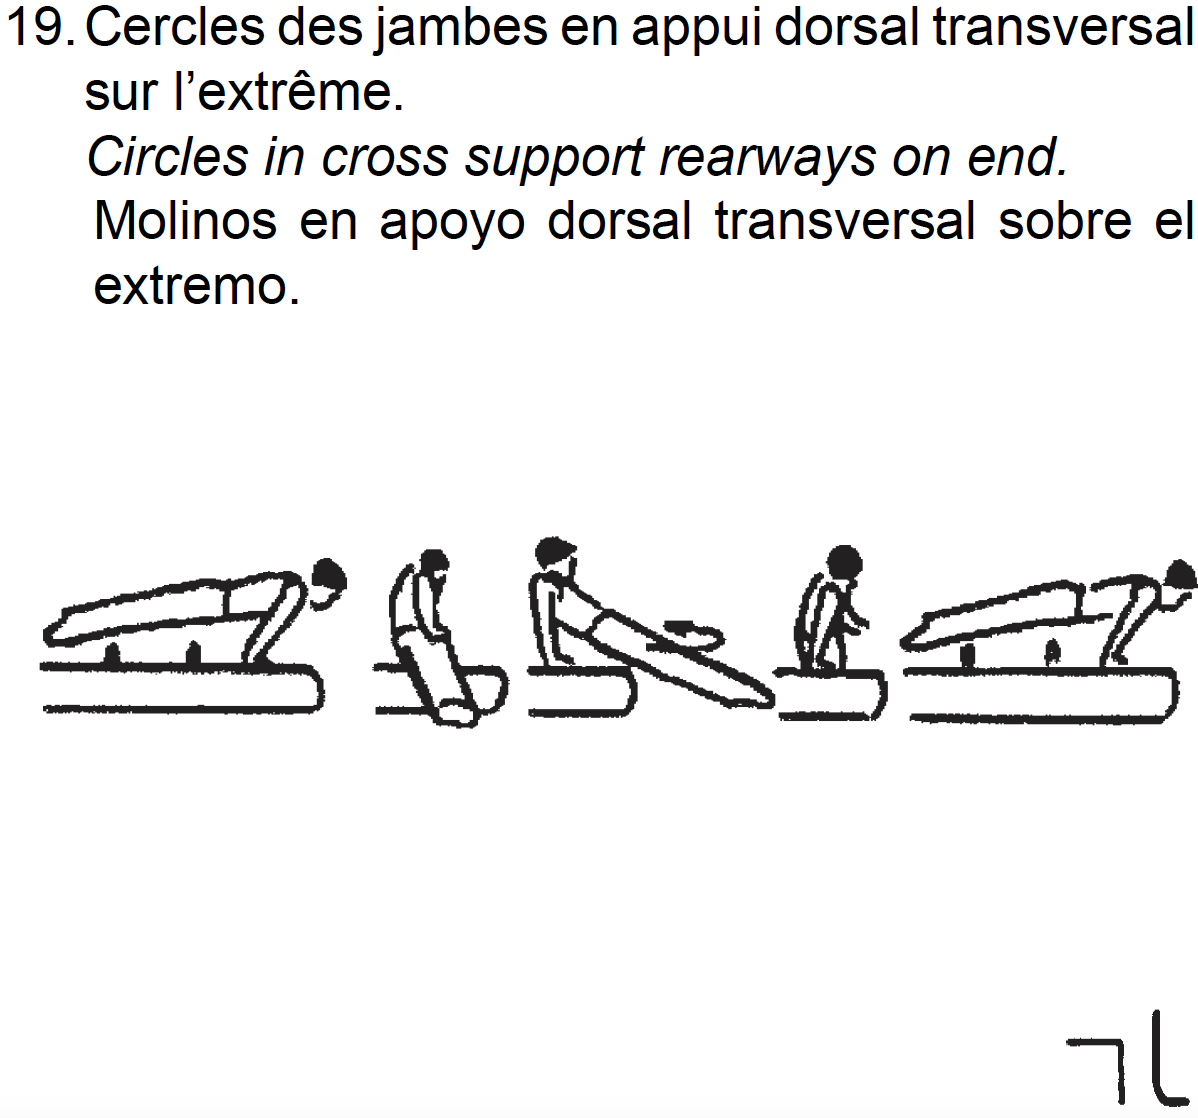 19. Cercles des jambes en appui dorsal transversal
sur l’extrême.
Circles in cross support rearways on end.
Molinos en apoyo dorsal transversal sobre el
extremo.